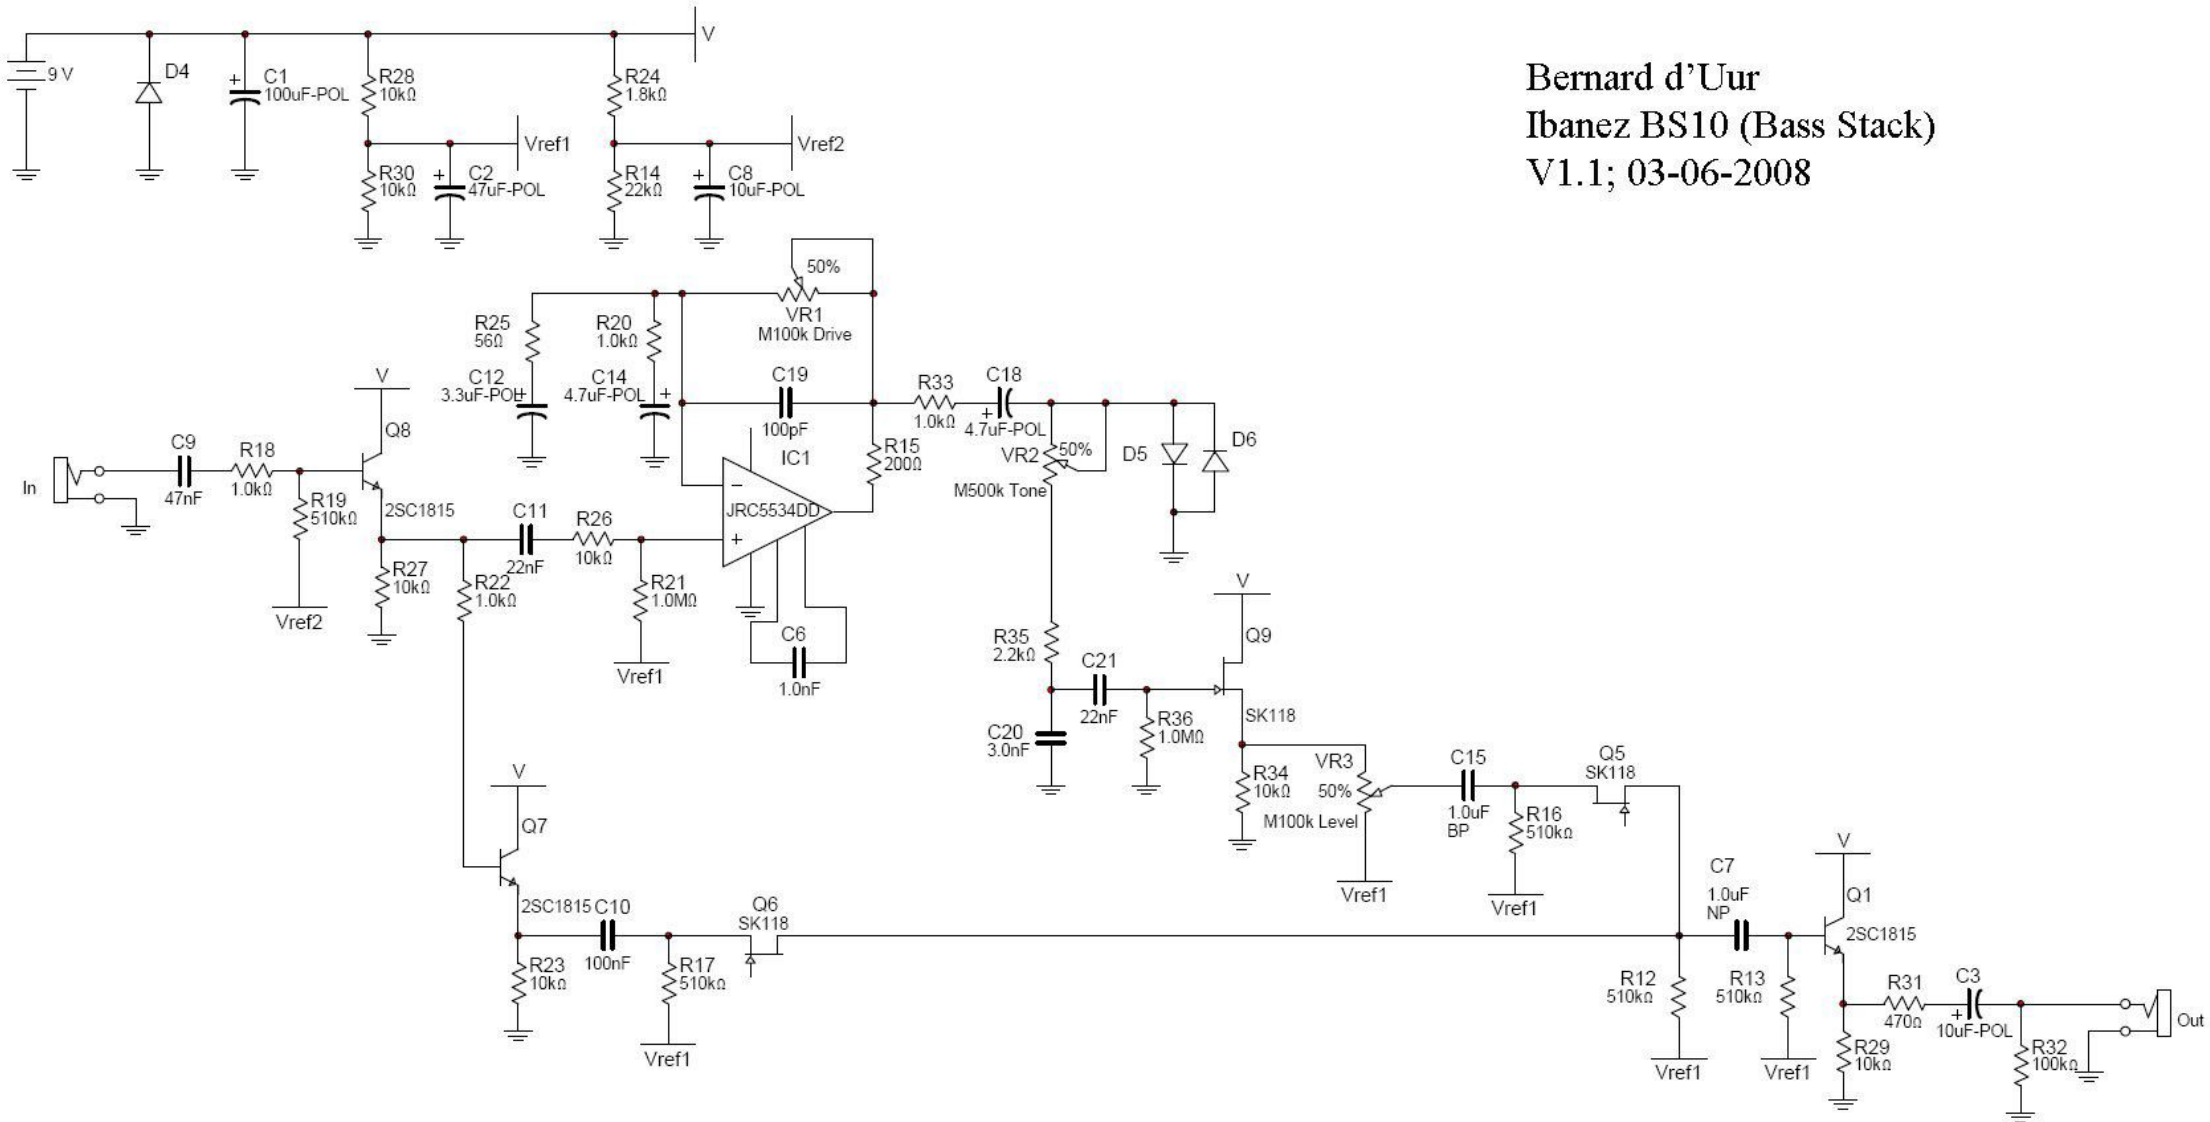 Bernard d'Uur
Ibanez BS10 (Bass Stack)
V1.1; 03-06-2008
9 V
D4
C1
100uF-POL
R28
10kΩ
R30
10kΩ
C2
47uF-POL
Vref1
R24
1.8kΩ
R14
22kΩ
C8
10uF-POL
Vref2
V
50%
VR1
M100k Drive
R25
56Ω
R20
1.0kΩ
C12
3.3uF-POL
C14
4.7uF-POL
C19
100pF
IC1
JRC5534DD
R15
200Ω
R33
1.0kΩ
C18
4.7uF-POL
VR2
50%
M500k Tone
D5
D6
In
C9
47nF
R18
1.0kΩ
R19
510kΩ
Vref2
V
Q8
2SC1815
R27
10kΩ
R22
1.0kΩ
C11
22nF
R26
10kΩ
R21
1.0MΩ
Vref1
C6
1.0nF
R35
2.2kΩ
C20
3.0nF
C21
22nF
R36
1.0MΩ
V
Q9
SK118
R34
10kΩ
VR3
50%
M100k Level
Vref1
C15
1.0uF
BP
R16
510kΩ
Vref1
Q5
SK118
V
Q7
2SC1815
R23
10kΩ
C10
100nF
R17
510kΩ
Vref1
Q6
SK118
R12
510kΩ
Vref1
C7
1.0uF
NP
R13
510kΩ
Vref1
V
Q1
2SC1815
R29
10kΩ
R31
470Ω
C3
10uF-POL
R32
100kΩ
Out